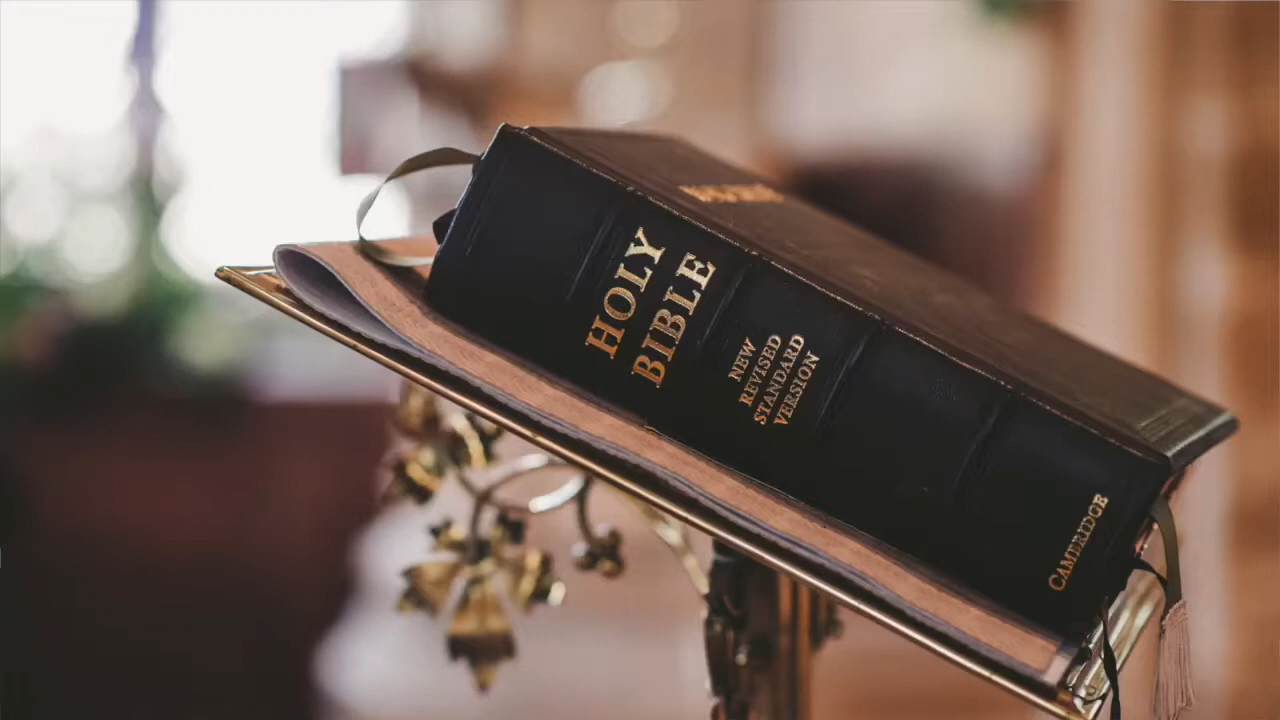 HOLY
BIBLE
NEW
REVISED
STANDARD
VERSION
CAMBRIDGE